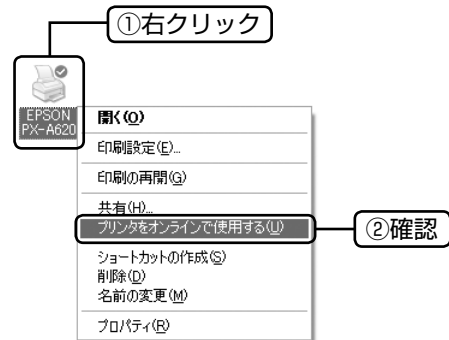 ①右クリック
EPSON
PX-A620
開く(O)
印刷設定(E)...
印刷の再開(G)
共有(H)...
プリンタをオンラインで使用する(U)
②確認
ショートカットの作成(S)
削除(D)
名前の変更(M)
プロパティ(R)